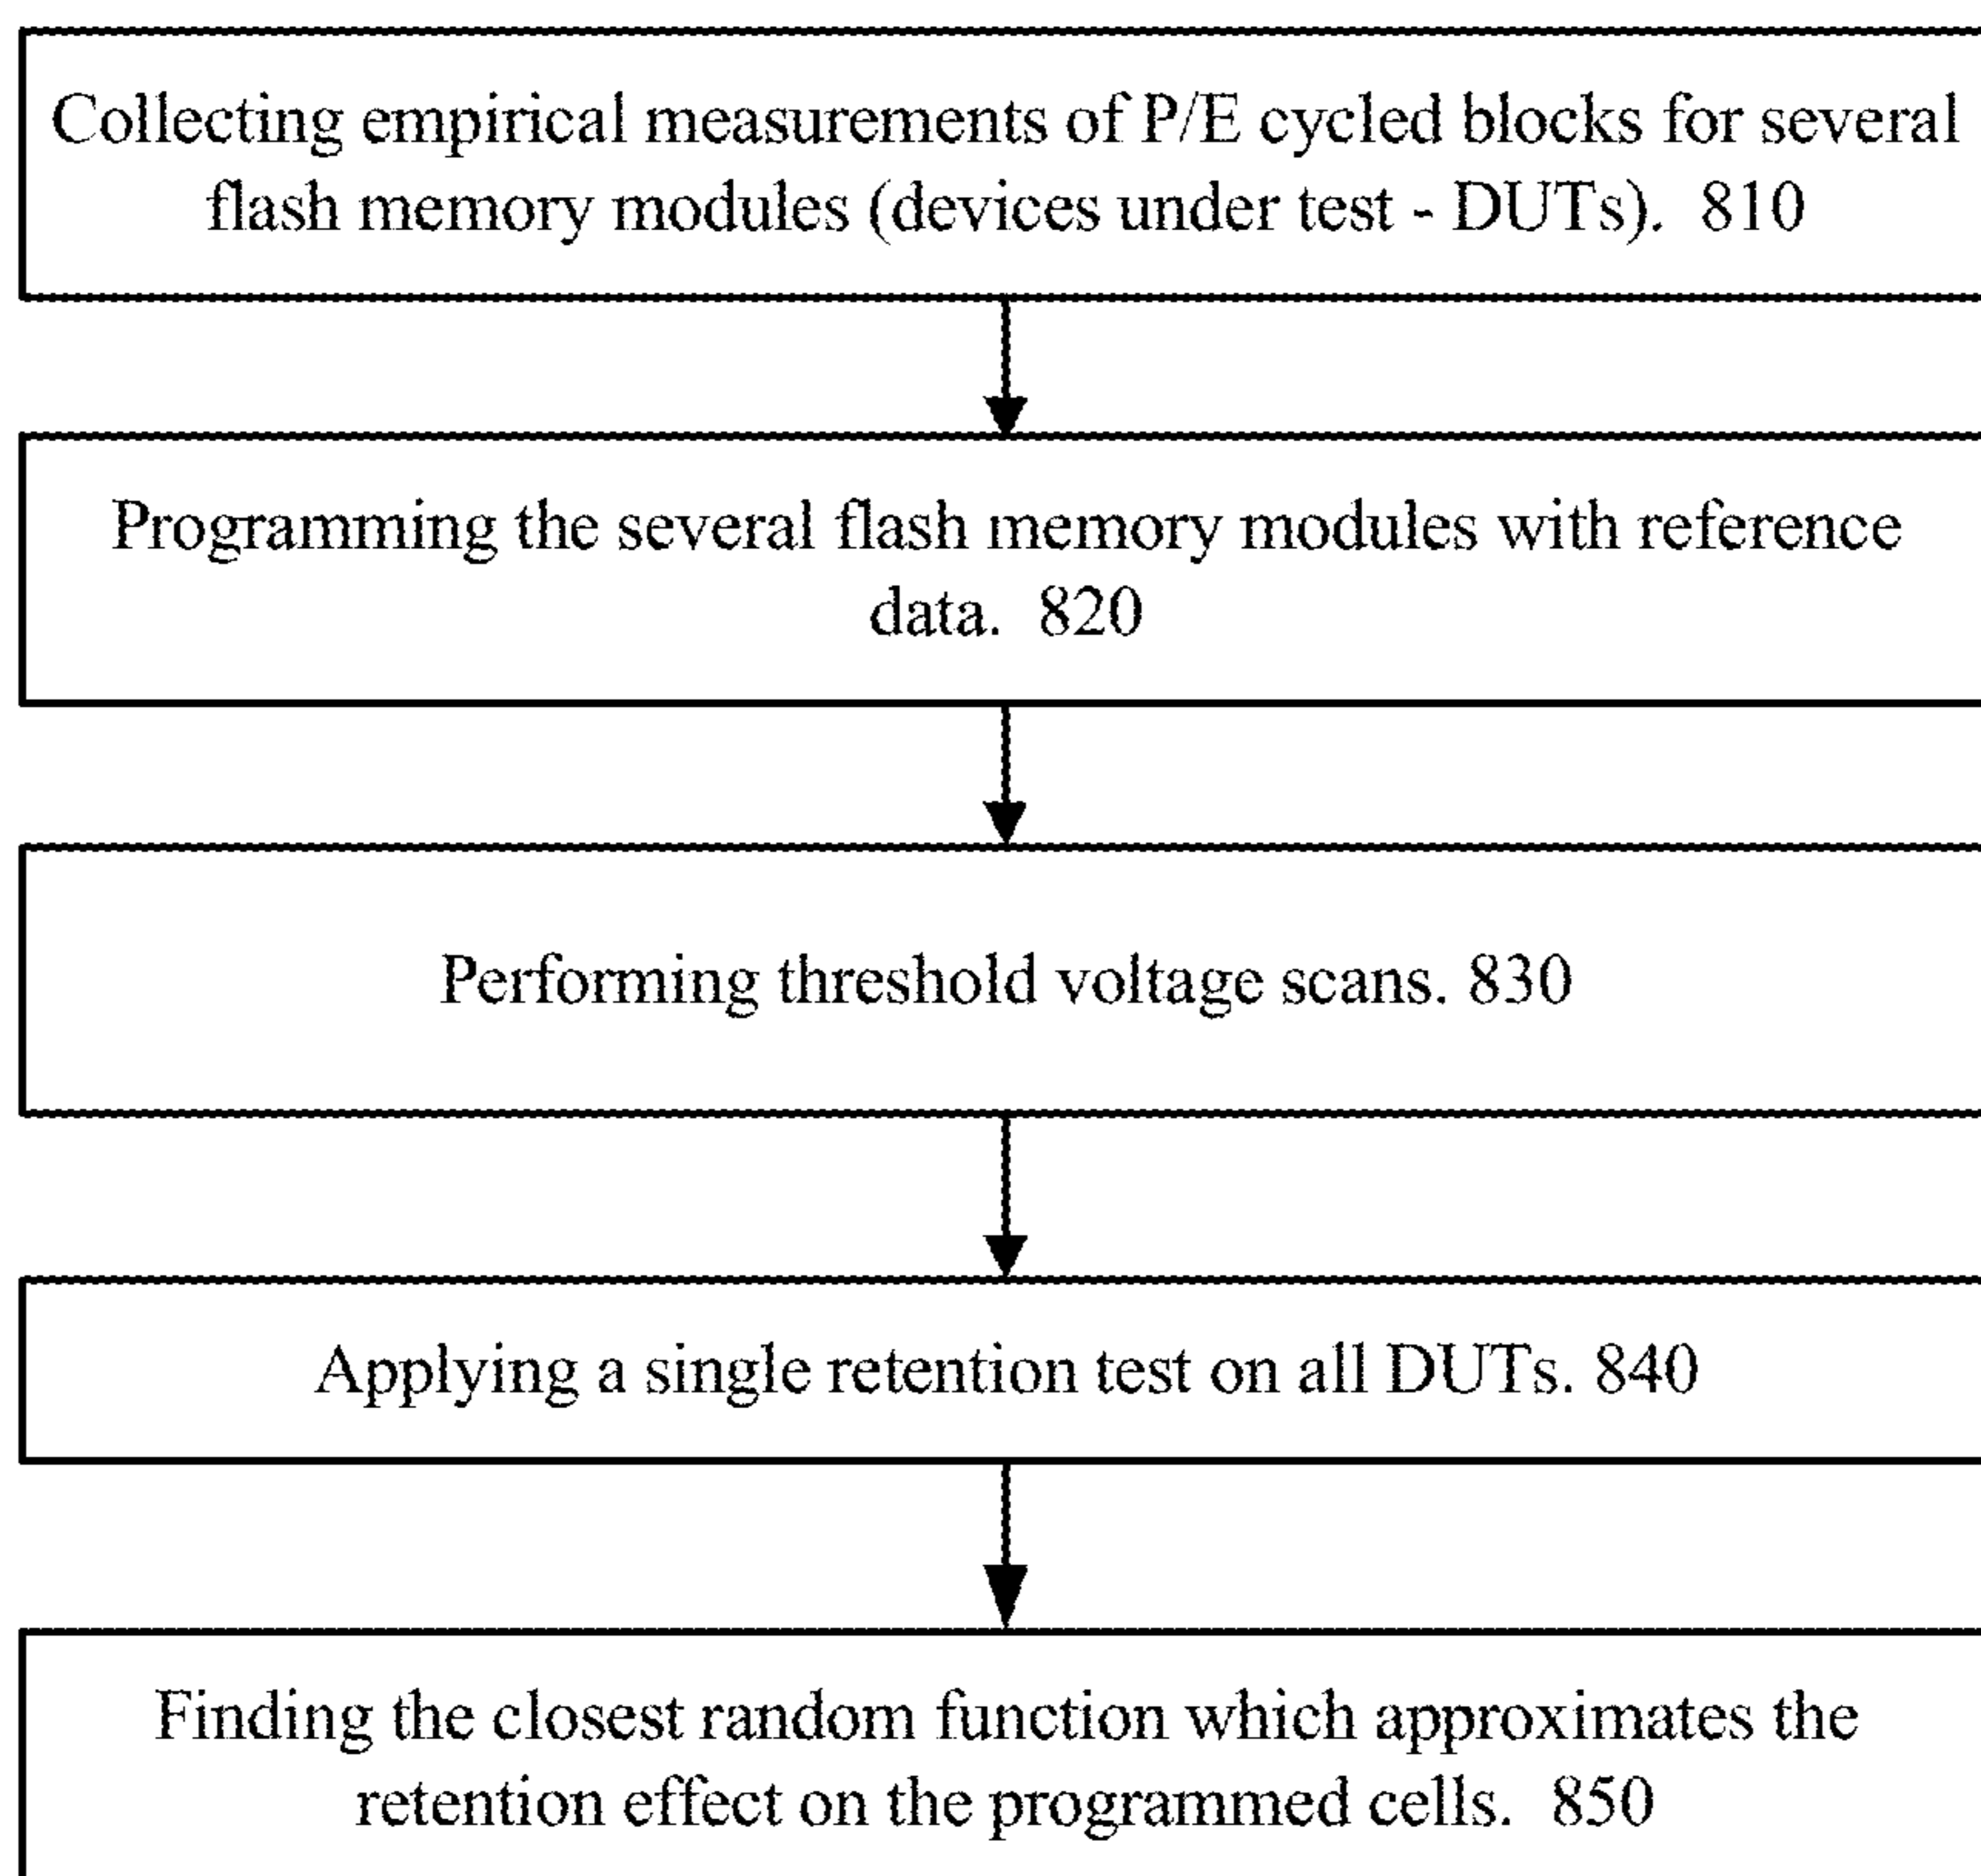 Collecting empirical measurements of P/E cycled blocks for several
flash memory modules (devices under test - DUTs).  810
Programming the several flash memory modules with reference
data.  820
Performing threshold voltage scans. 830
Applying a single retention test on all DUTs. 840
Finding the closest random function which approximates the
retention effect on the programmed cells.  850